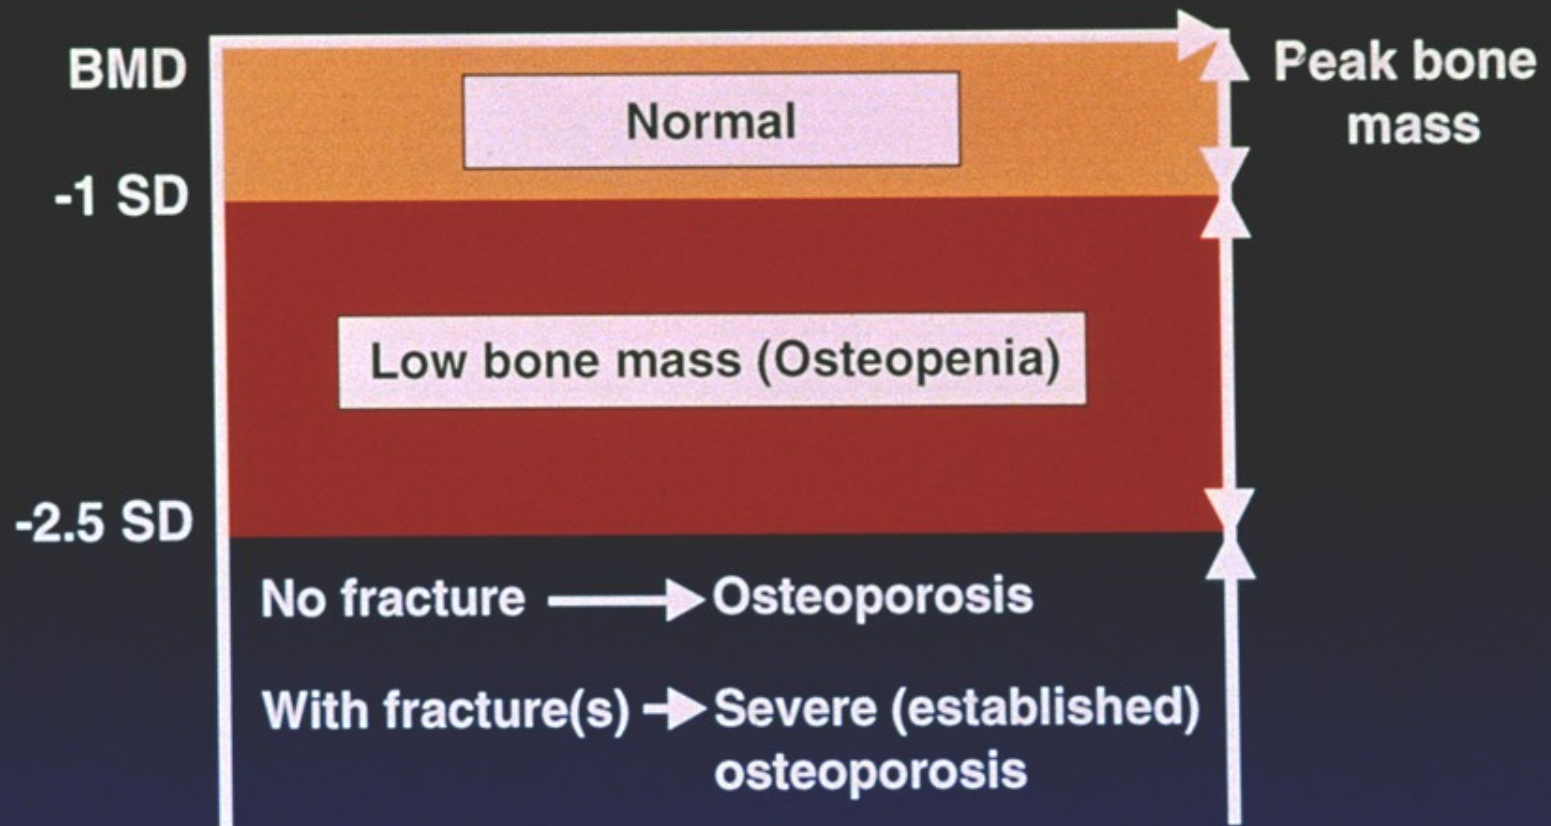 BMD
Peak bone
mass
Normal
-1 SD
Low bone mass (Osteopenia)
-2.5 SD
No fracture Osteoporosis
With fracture(s) Severe (established)
osteoporosis